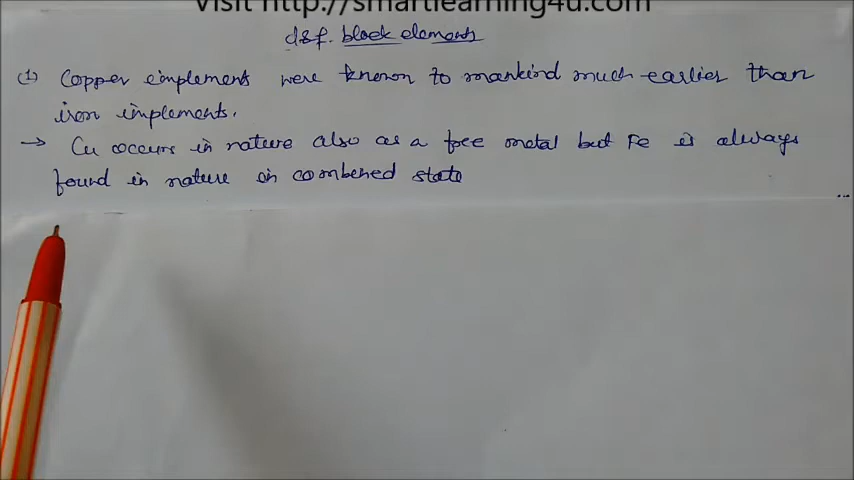 Visit http://smartlearning4u.com
d&f. block elements
(1) Copper implements were known to mankind much earlier than
iron implements.
→ Cu occurs in nature also as a free metal but Fe is always
found in nature in combened state